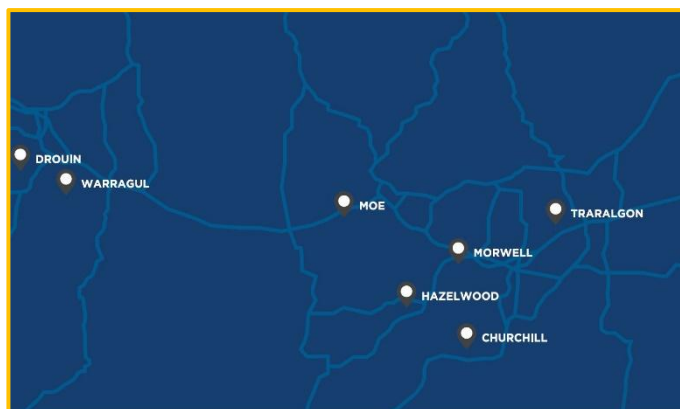 DROUIN
WARRAGUL
MOE
TRARALGON
MORWELL
HAZELWOOD
CHURCHILL